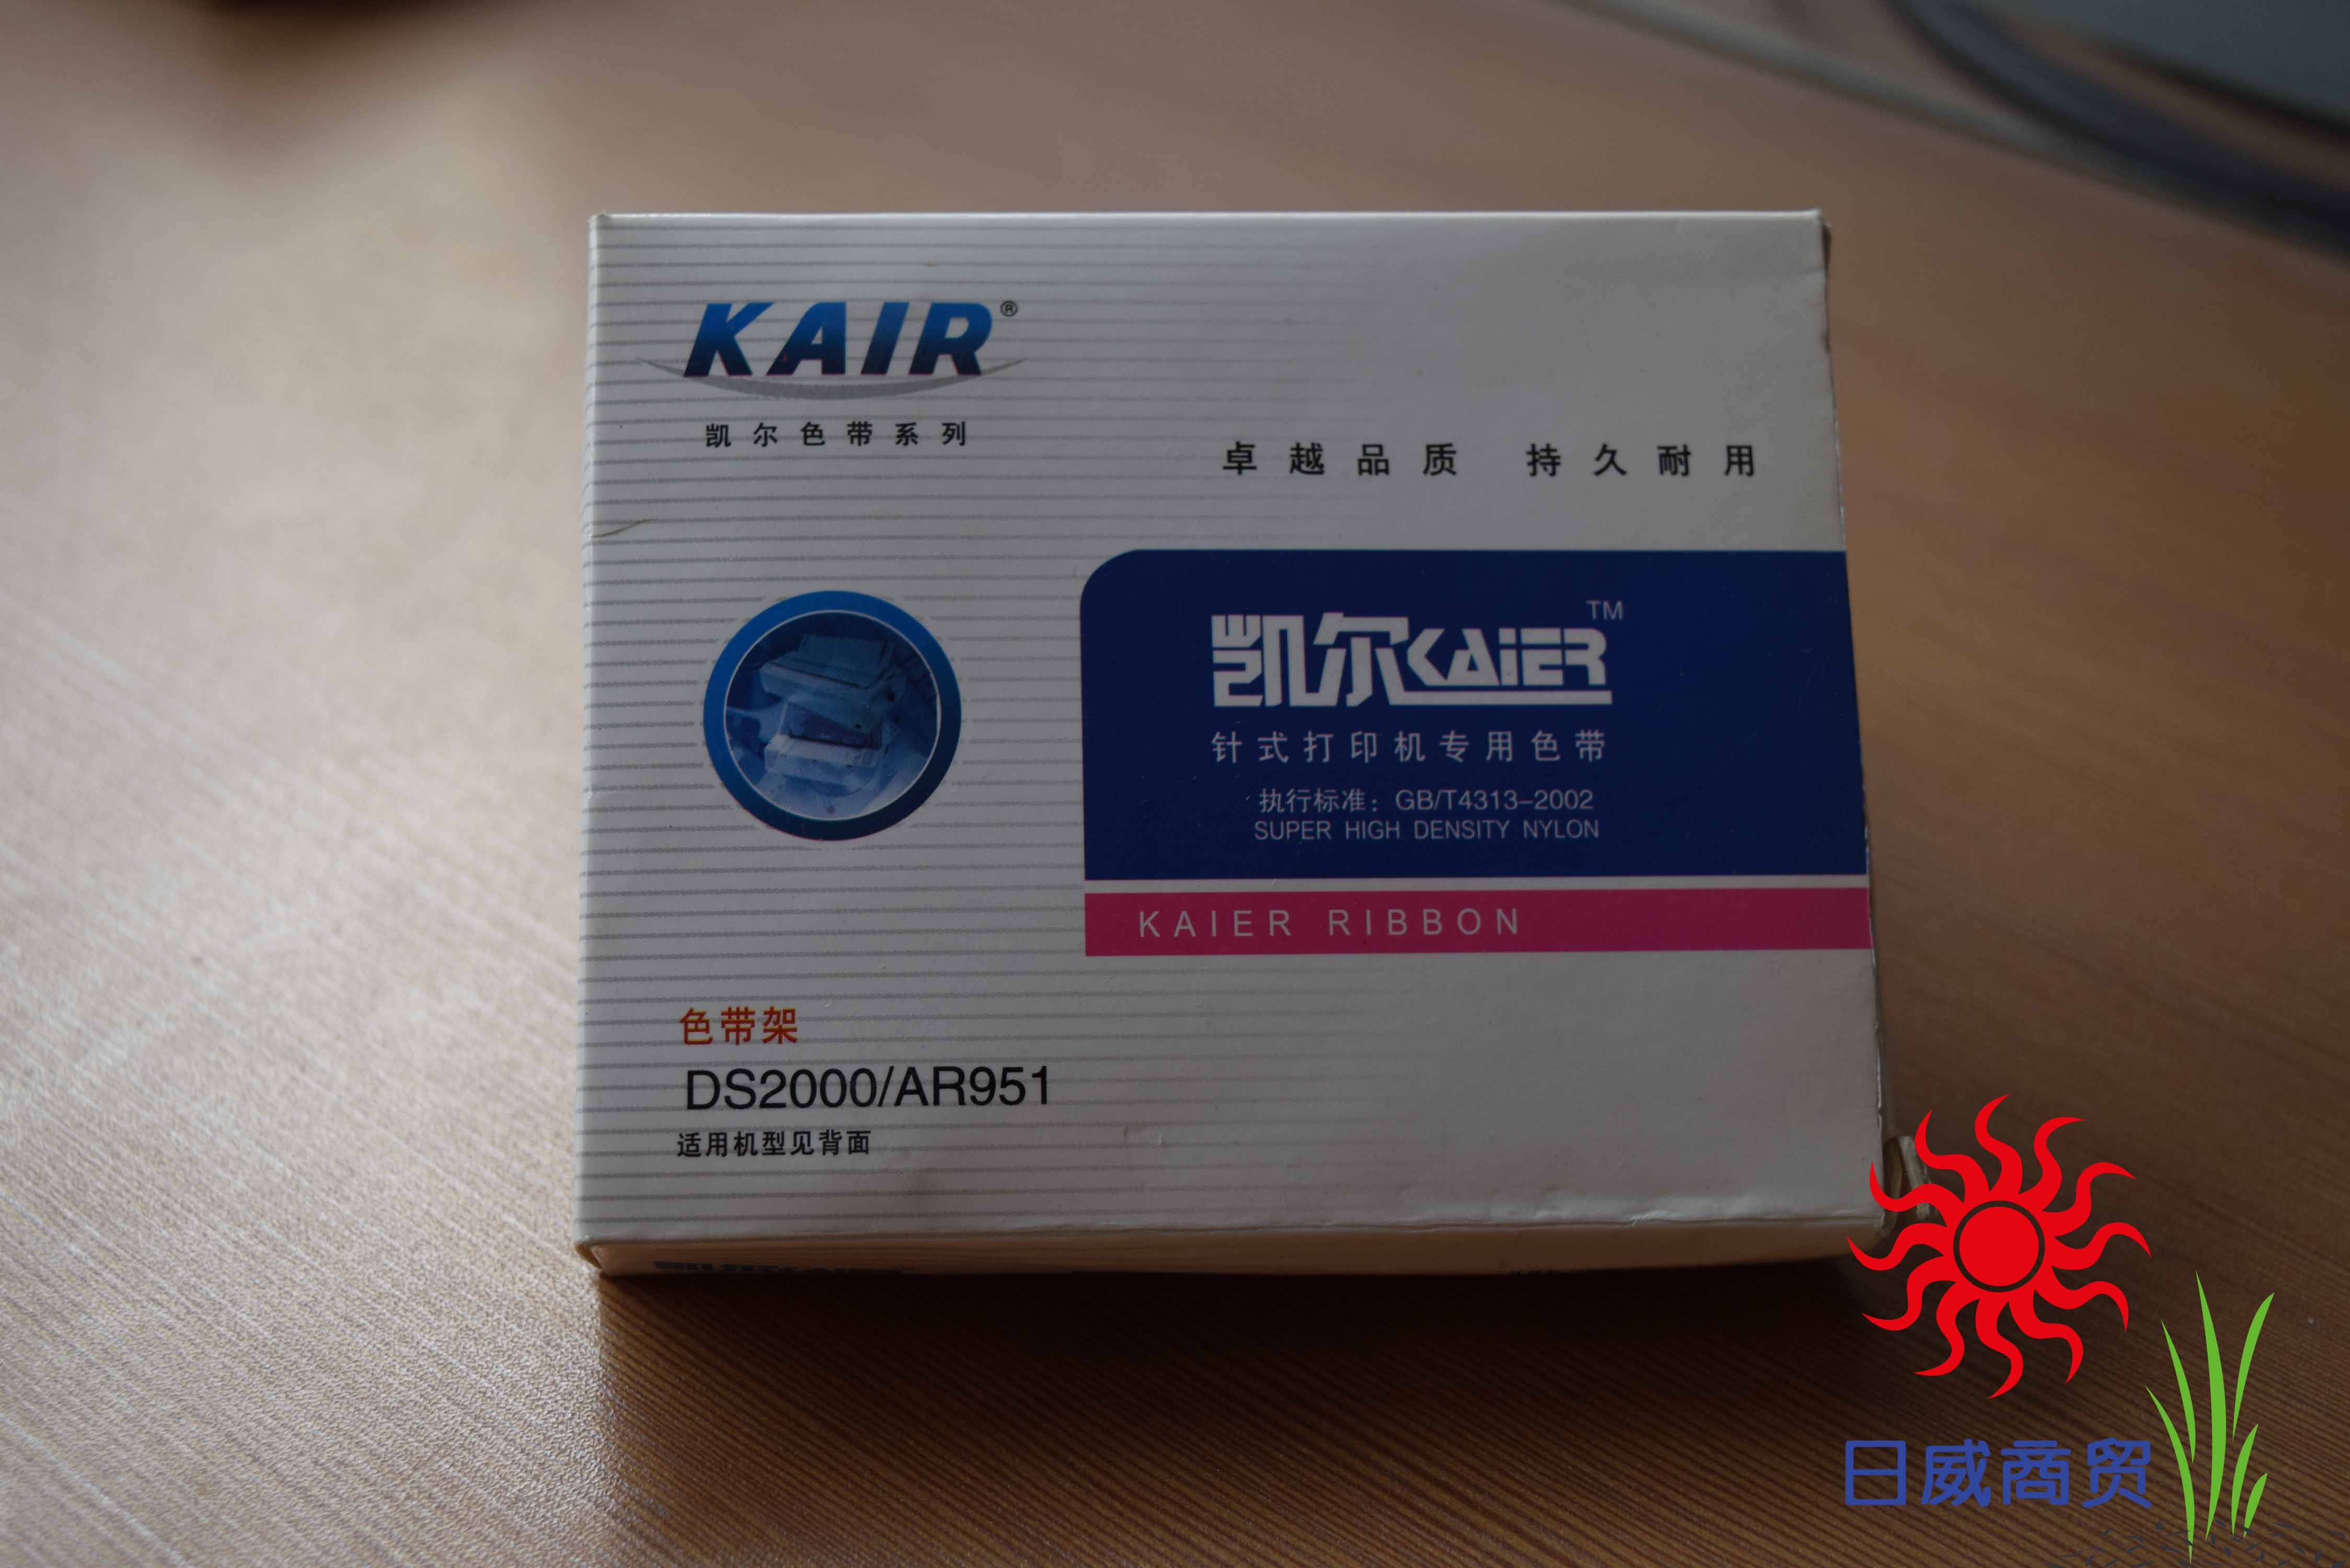 KAIR®
凯尔色带系列
卓越品质 持久耐用
凯尔KAIER™
针式打印机专用色带
执行标准：GB/T4313-2002
SUPER HIGH DENSITY NYLON
KAIER RIBBON
色带架
DS2000/AR951
适用机型见背面
日威商贸